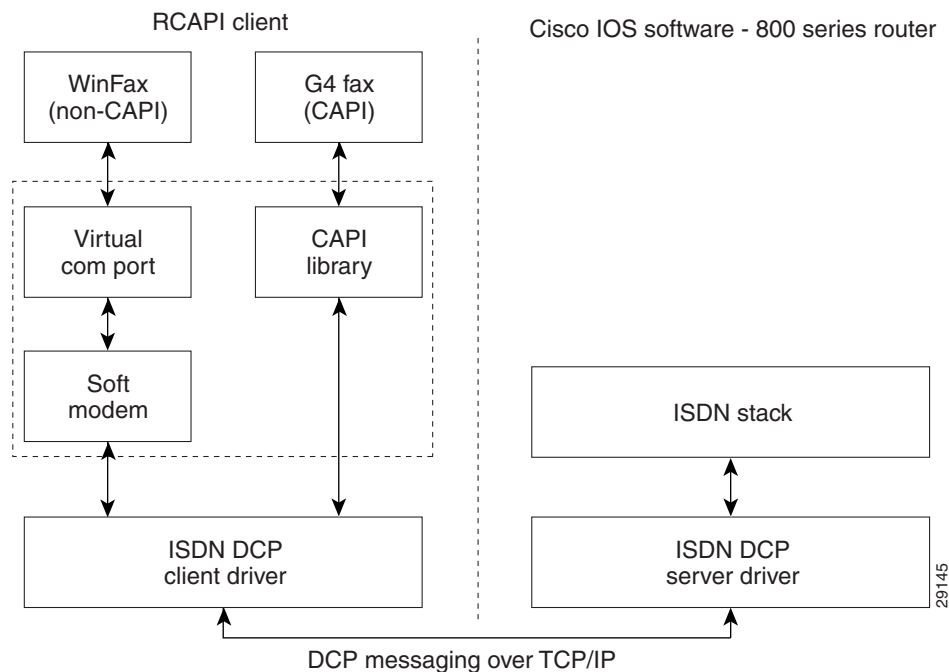 RCAPI client
Cisco IOS software - 800 series router
WinFax
(non-CAPI)
G4 fax
(CAPI)
Virtual
com port
CAPI
library
Soft
modem
ISDN stack
ISDN DCP
client driver
ISDN DCP
server driver
29145
DCP messaging over TCP/IP